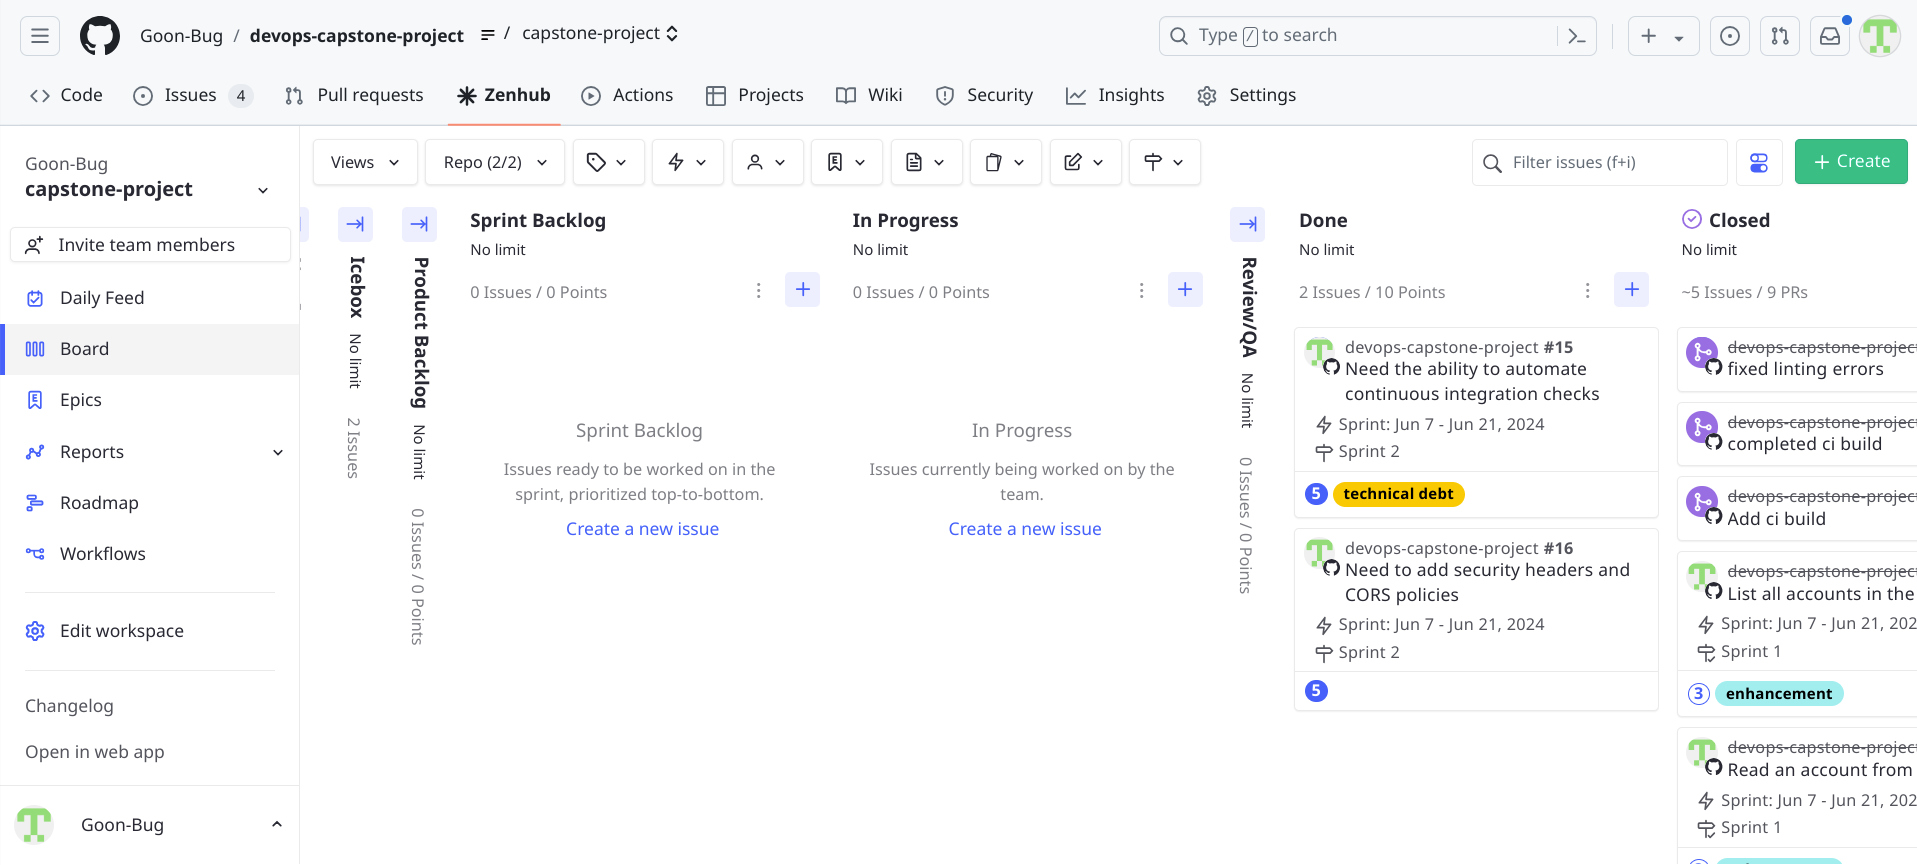 Goon-Bug / devops-capstone-project / capstone-project
Type / to search
Code
Issues 4
Pull requests
Zenhub
Actions
Projects
Wiki
Security
Insights
Settings
Goon-Bug
capstone-project
Invite team members
Daily Feed
Board
Epics
Reports
Roadmap
Workflows
Edit workspace
Changelog
Open in web app
Goon-Bug
Views
Repo (2/2)
Filter issues (f+i)
+ Create
Icebox No limit 2 Issues
Product Backlog No limit 0 Issues / 0 Points
Sprint Backlog
No limit
0 Issues / 0 Points
Sprint Backlog
Issues ready to be worked on in the
sprint, prioritized top-to-bottom.
Create a new issue
In Progress
No limit
0 Issues / 0 Points
In Progress
Issues currently being worked on by the
team.
Create a new issue
Review/QA No limit 0 Issues / 0 Points
Done
No limit
2 Issues / 10 Points
devops-capstone-project #15
Need the ability to automate
continuous integration checks
Sprint: Jun 7 - Jun 21, 2024
Sprint 2
5 technical debt
devops-capstone-project #16
Need to add security headers and
CORS policies
Sprint: Jun 7 - Jun 21, 2024
Sprint 2
5
Closed
No limit
~5 Issues / 9 PRs
devops-capstone-project
fixed linting errors
devops-capstone-project
completed ci build
devops-capstone-project
Add ci build
devops-capstone-project
List all accounts in the
Sprint: Jun 7 - Jun 21, 202
Sprint 1
3 enhancement
devops-capstone-project
Read an account from
Sprint: Jun 7 - Jun 21, 202
Sprint 1